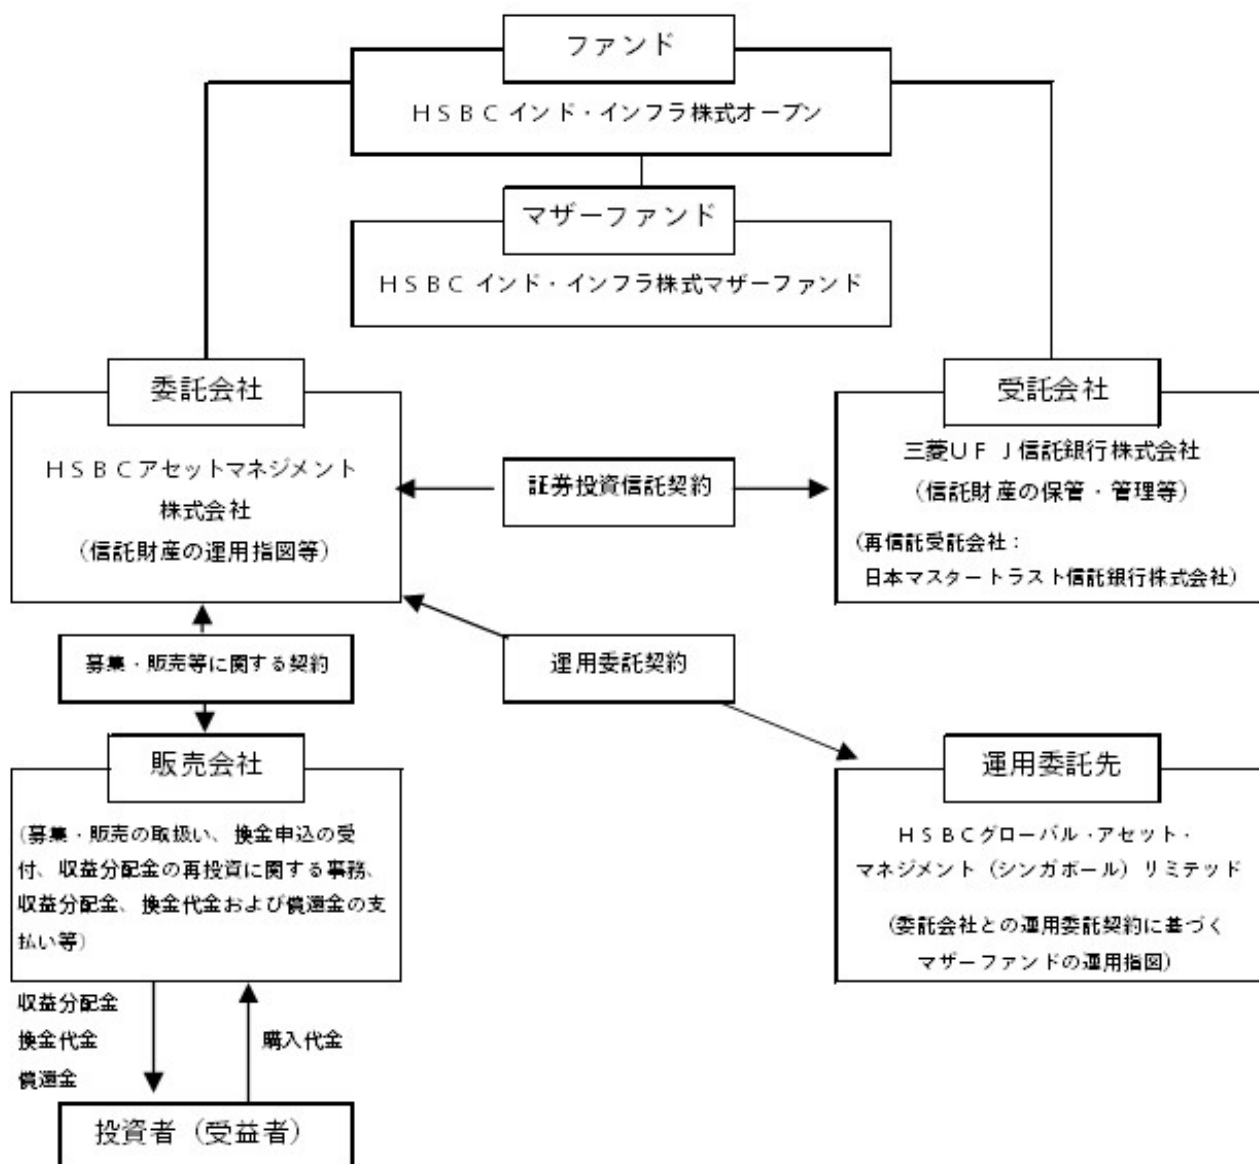 ファンド
ＨＳＢＣ インド・インフラ株式オープン
マザーファンド
ＨＳＢＣ インド・インフラ株式マザーファンド
委託会社
ＨＳＢＣアセットマネジメント
株式会社
（信託財産の運用指図等）
証券投資信託契約
受託会社
三菱ＵＦＪ信託銀行株式会社
（信託財産の保管・管理等）
（再信託受託会社：
日本マスタートラスト信託銀行株式会社）
募集・販売等に関する契約
運用委託契約
販売会社
（募集・販売の取扱い、換金申込の受
付、収益分配金の再投資に関する事務、
収益分配金、換金代金および償還金の支
払い等）
運用委託先
ＨＳＢＣグローバル・アセット・
マネジメント（シンガポール）リミテッド
（委託会社との運用委託契約に基づく
マザーファンドの運用指図）
収益分配金
換金代金
償還金
購入代金
投資者（受益者）